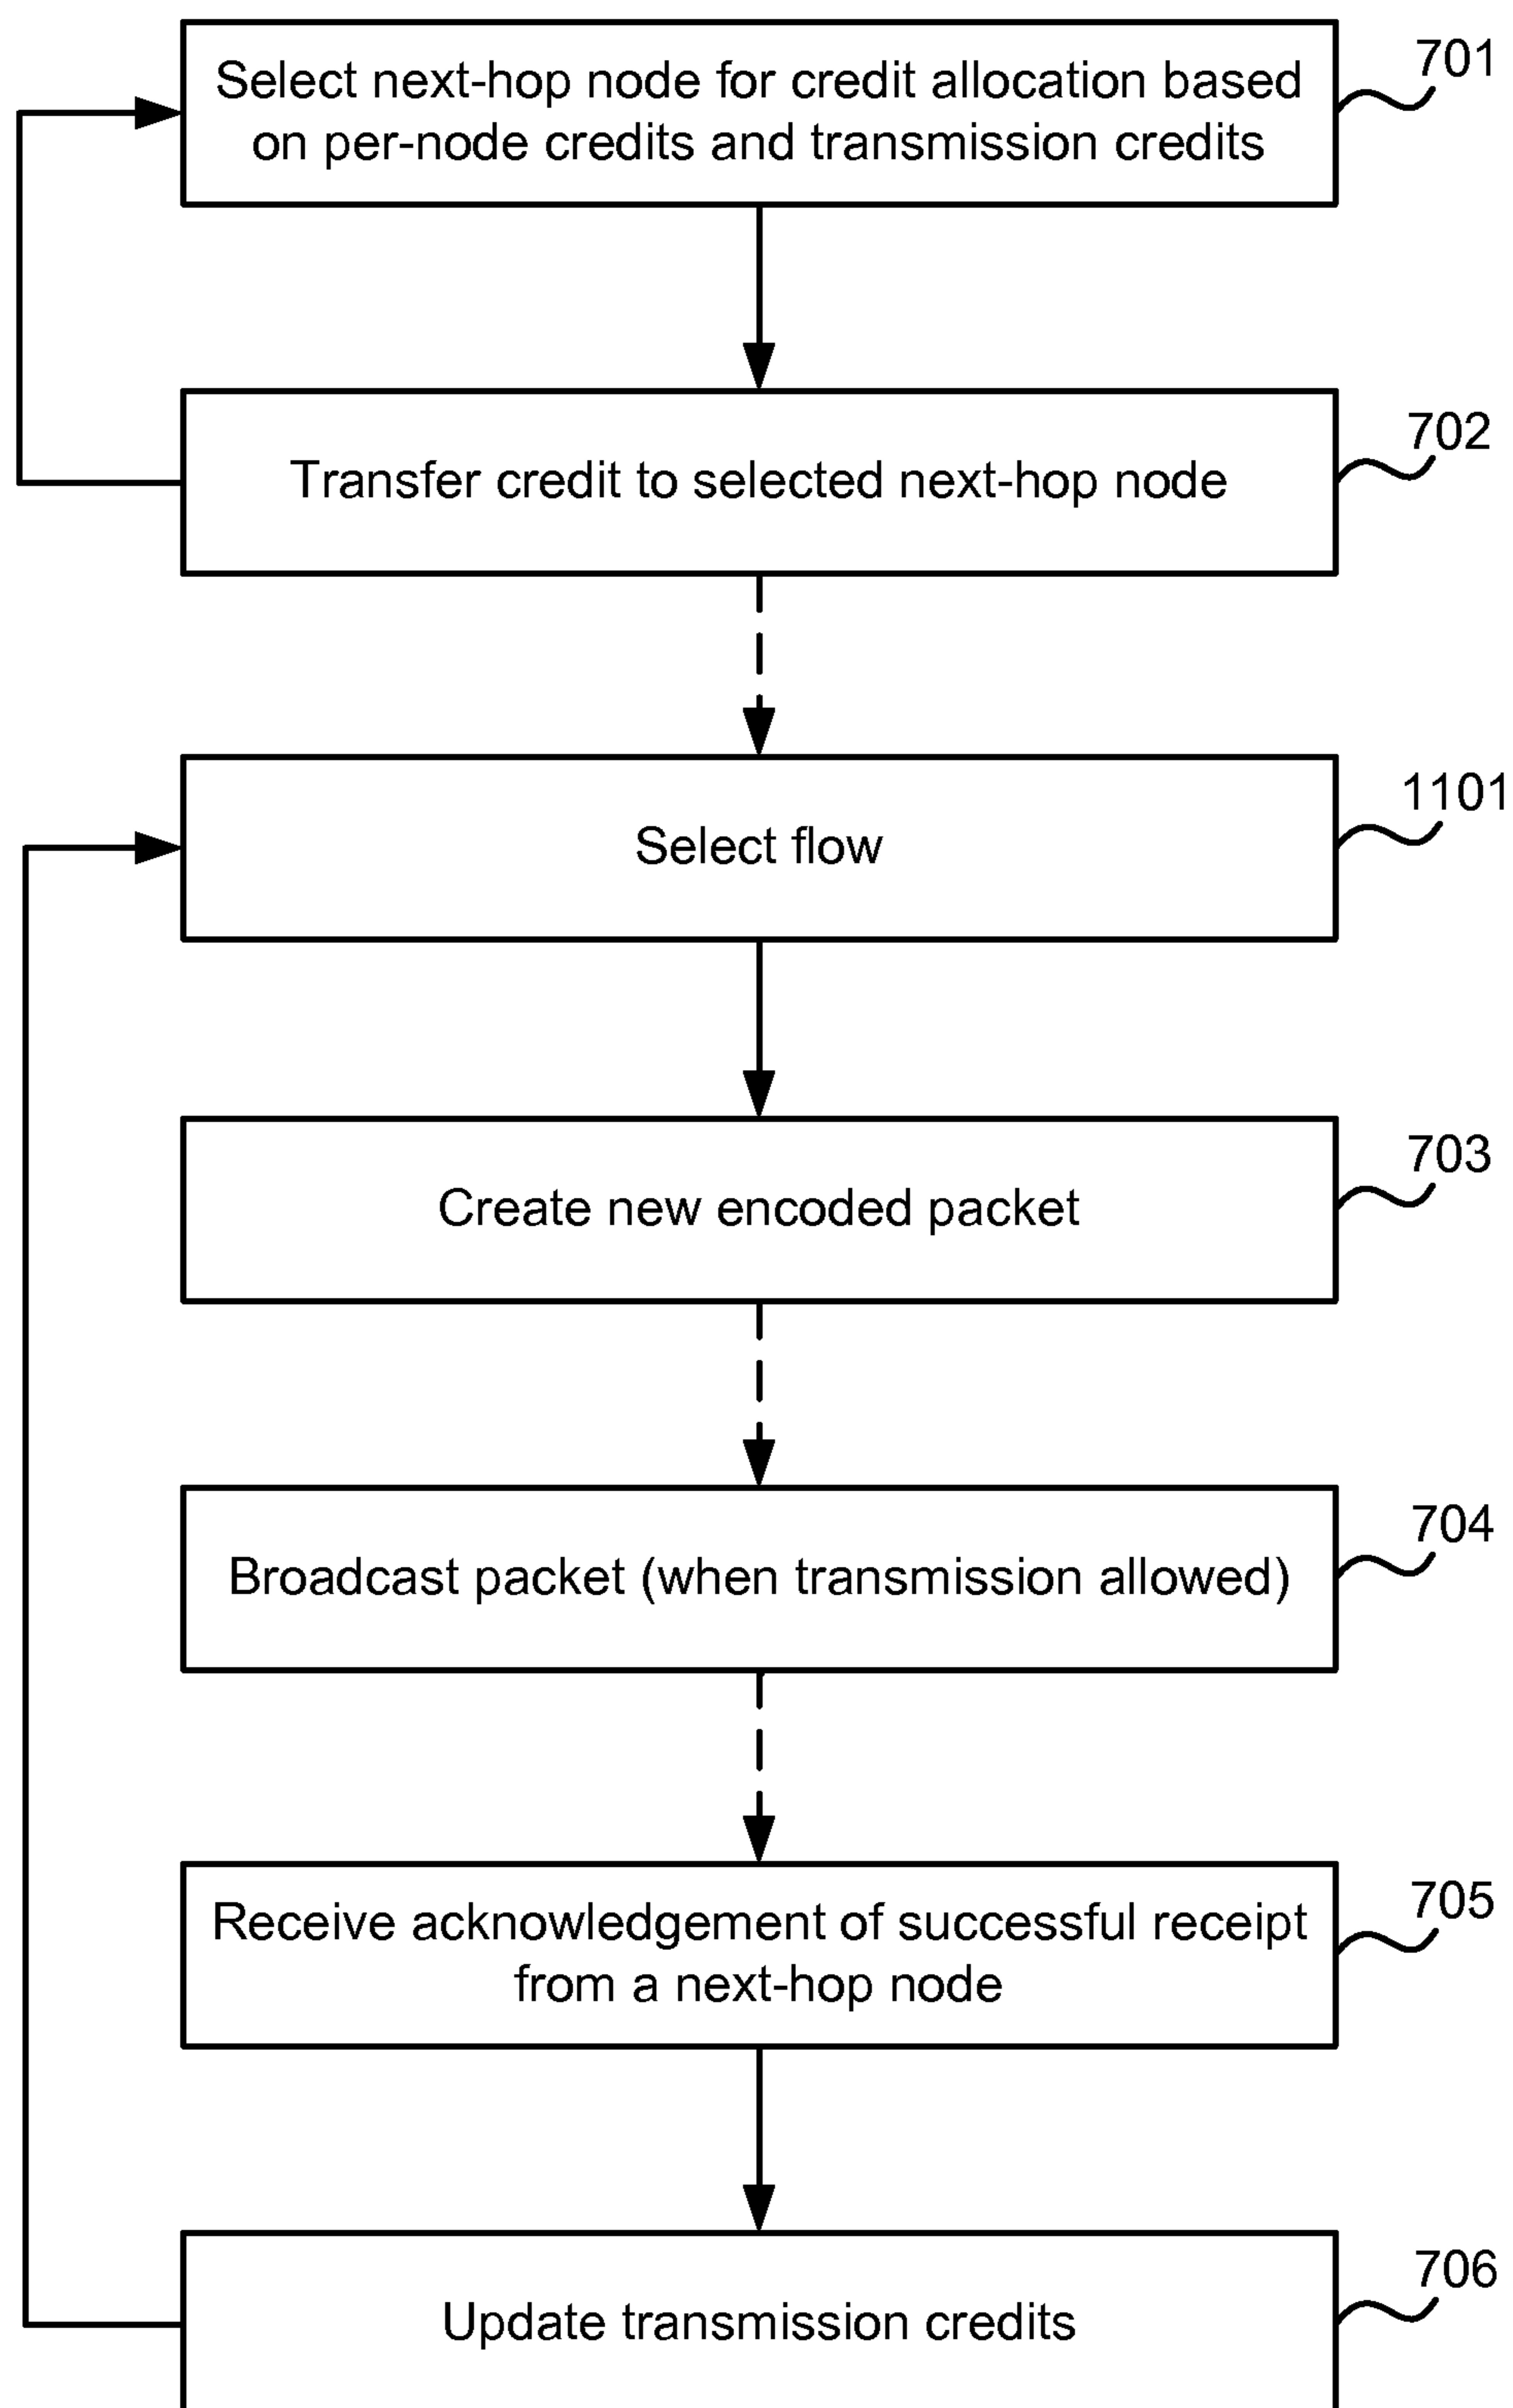 Select next-hop node for credit allocation based
on per-node credits and transmission credits
701
Transfer credit to selected next-hop node
702
Select flow
1101
Create new encoded packet
703
Broadcast packet (when transmission allowed)
704
Receive acknowledgement of successful receipt
from a next-hop node
705
Update transmission credits
706